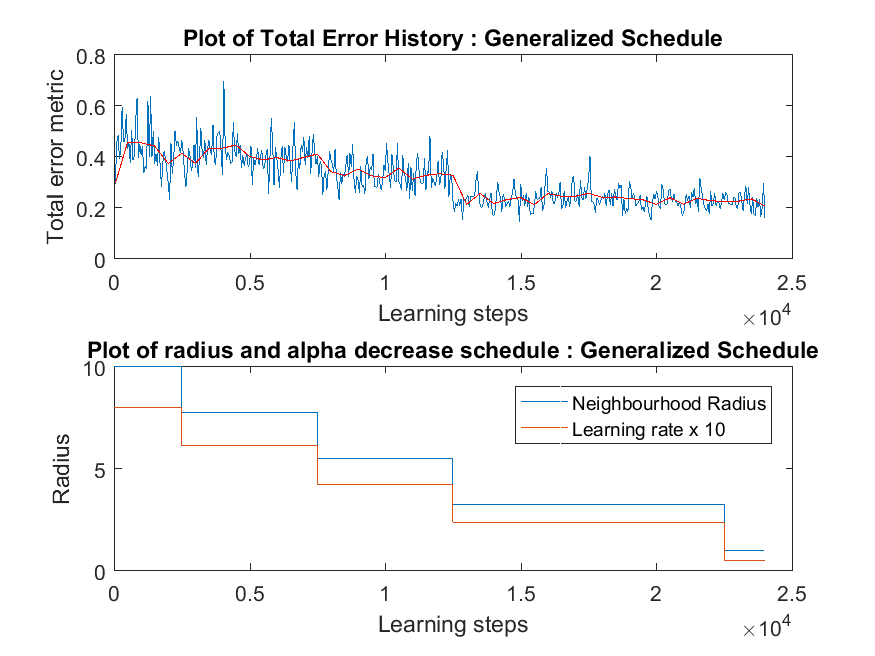 Plot of Total Error History : Generalized Schedule
Total error metric
0.8
0.6
0.4
0.2
0
0 0.5 1 1.5 2 2.5
Learning steps
×10^4
Plot of radius and alpha decrease schedule : Generalized Schedule
Radius
10
5
0
Neighbourhood Radius
Learning rate x 10
0 0.5 1 1.5 2 2.5
Learning steps
×10^4